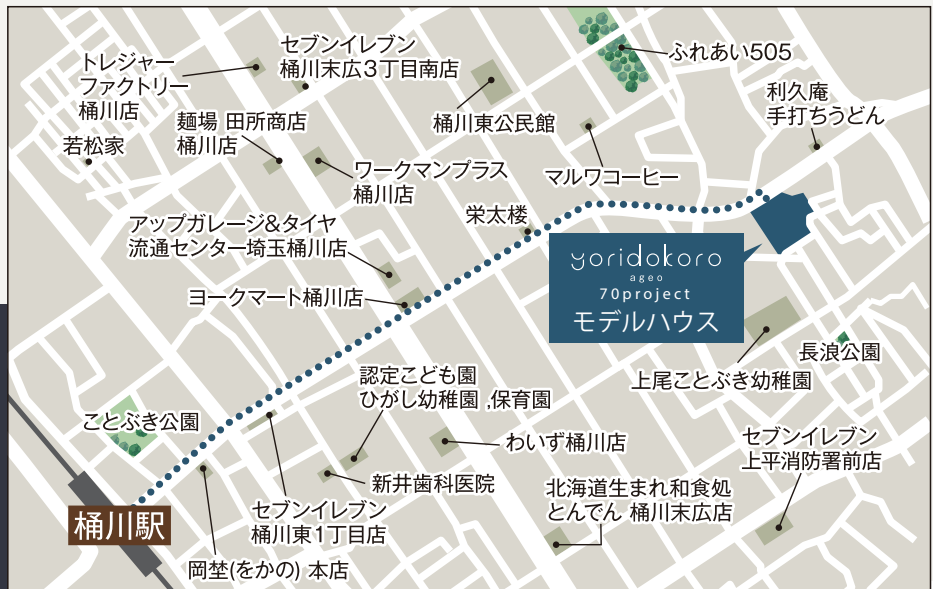 セブンイレブン
桶川末広3丁目南店
トレジャー
ファクトリー
桶川店
ふれあい505
利久庵
手打ちうどん
麺場 田所商店
桶川店
桶川東公民館
若松家
ワークマンプラス
桶川店
マルワコーヒー
アップガレージ&タイヤ
流通センター埼玉桶川店
栄太楼
yoridokoro
ageo
70project
モデルハウス
ヨークマート桶川店
長浪公園
上尾ことぶき幼稚園
認定こども園
ひがし幼稚園 ,保育園
ことぶき公園
わいず桶川店
セブンイレブン
上平消防署前店
新井歯科医院
北海道生まれ和食処
とんでん 桶川末広店
セブンイレブン
桶川東1丁目店
桶川駅
岡埜(をかの) 本店